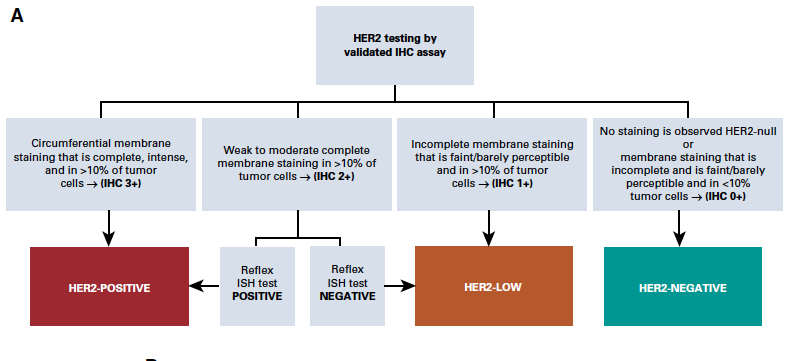 A
HER2 testing by
validated IHC assay
Circumferential membrane
staining that is complete, intense,
and in >10% of tumor
cells → (IHC 3+)
Weak to moderate complete
membrane staining in >10% of
tumor cells → (IHC 2+)
Incomplete membrane staining
that is faint/barely perceptible
and in >10% of tumor
cells → (IHC 1+)
No staining is observed HER2-null
or
membrane staining that is
incomplete and is faint/barely
perceptible and in <10%
tumor cells → (IHC 0+)
HER2-POSITIVE
Reflex
ISH test
POSITIVE
Reflex
ISH test
NEGATIVE
HER2-LOW
HER2-NEGATIVE